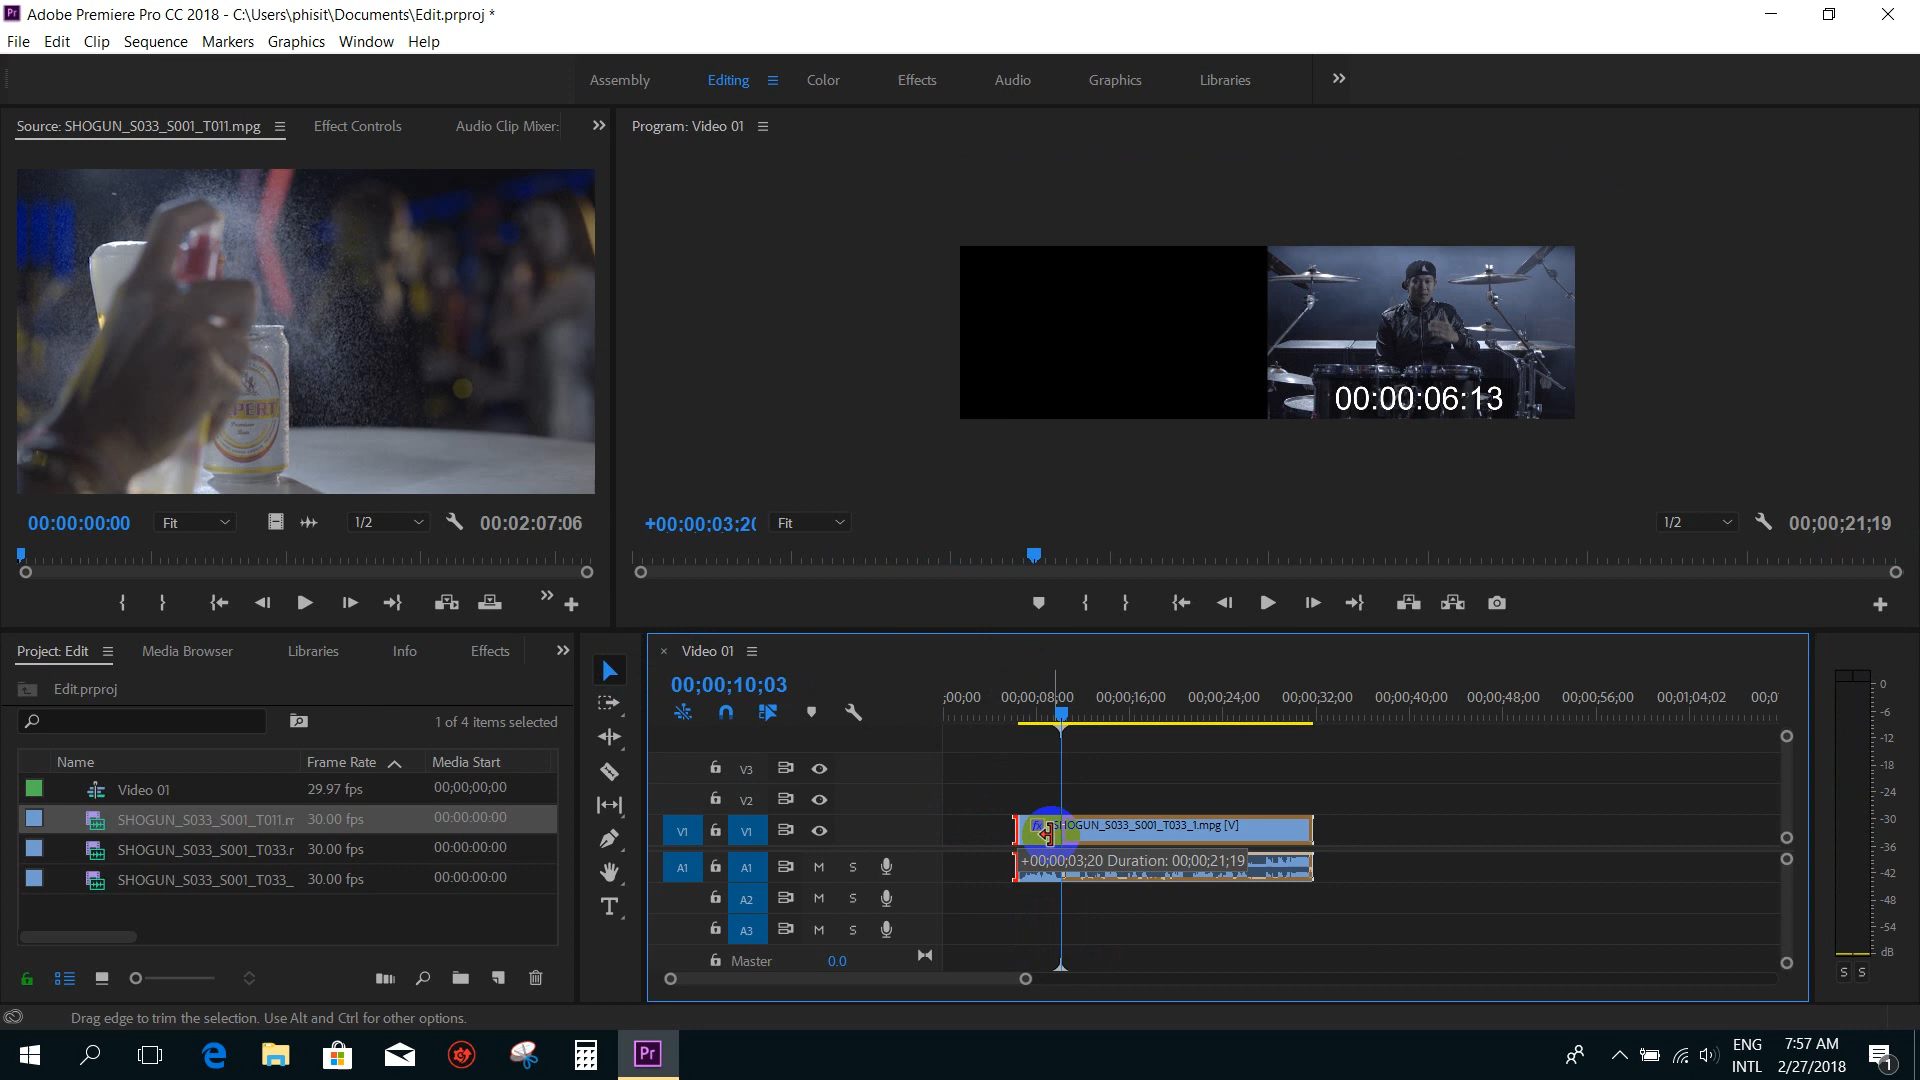 Adobe Premiere Pro CC 2018 - C:\Users\phisit\Documents\Edit.prproj *
File Edit Clip Sequence Markers Graphics Window Help
Assembly Editing Color Effects Audio Graphics Libraries
Source: SHOGUN_S033_S001_T011.mpg Effect Controls Audio Clip Mixer:
Program: Video 01
PERT
00:00:06:13
00:00:00:00 Fit 1/2 00:02:07:06
+00;00;03;20 Fit 1/2 00;00;21;19
Project: Edit Media Browser Libraries Info Effects
Edit.prproj
1 of 4 items selected
Name Frame Rate Media Start
Video 01 29.97 fps 00;00;00;00
SHOGUN_S033_S001_T011.m 30.00 fps 00:00:00:00
SHOGUN_S033_S001_T033.r 30.00 fps 00:00:00:00
SHOGUN_S033_S001_T033_ 30.00 fps 00:00:00:00
× Video 01
00;00;10;03
;00;00 00;00;08;00 00;00;16;00 00;00;24;00 00;00;32;00 00;00;40;00 00;00;48;00 00;00;56;00 00;01;04;02 00;0
V3
V2
V1 V1 fx SHOGUN_S033_S001_T033_1.mpg [V]
+00;00;03;20 Duration: 00;00;21;19
A1 A1 M S
A2 M S
A3 M S
Master 0.0
0
-6
-12
-18
-24
-30
-36
-42
-48
-54
dB
S S
Drag edge to trim the selection. Use Alt and Ctrl for other options.
Pr
ENG
INTL
7:57 AM
2/27/2018
1